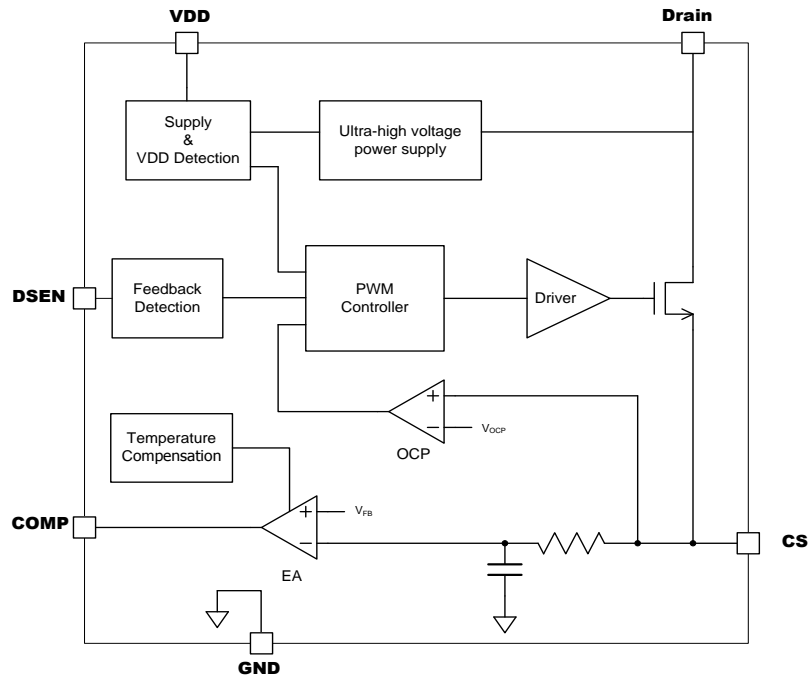 VDD
Drain
Supply
&
VDD Detection
Ultra-high voltage
power supply
DSEN
Feedback
Detection
PWM
Controller
Driver
+
−
VOCP
OCP
Temperature
Compensation
COMP
+
−
VFB
EA
CS
GND